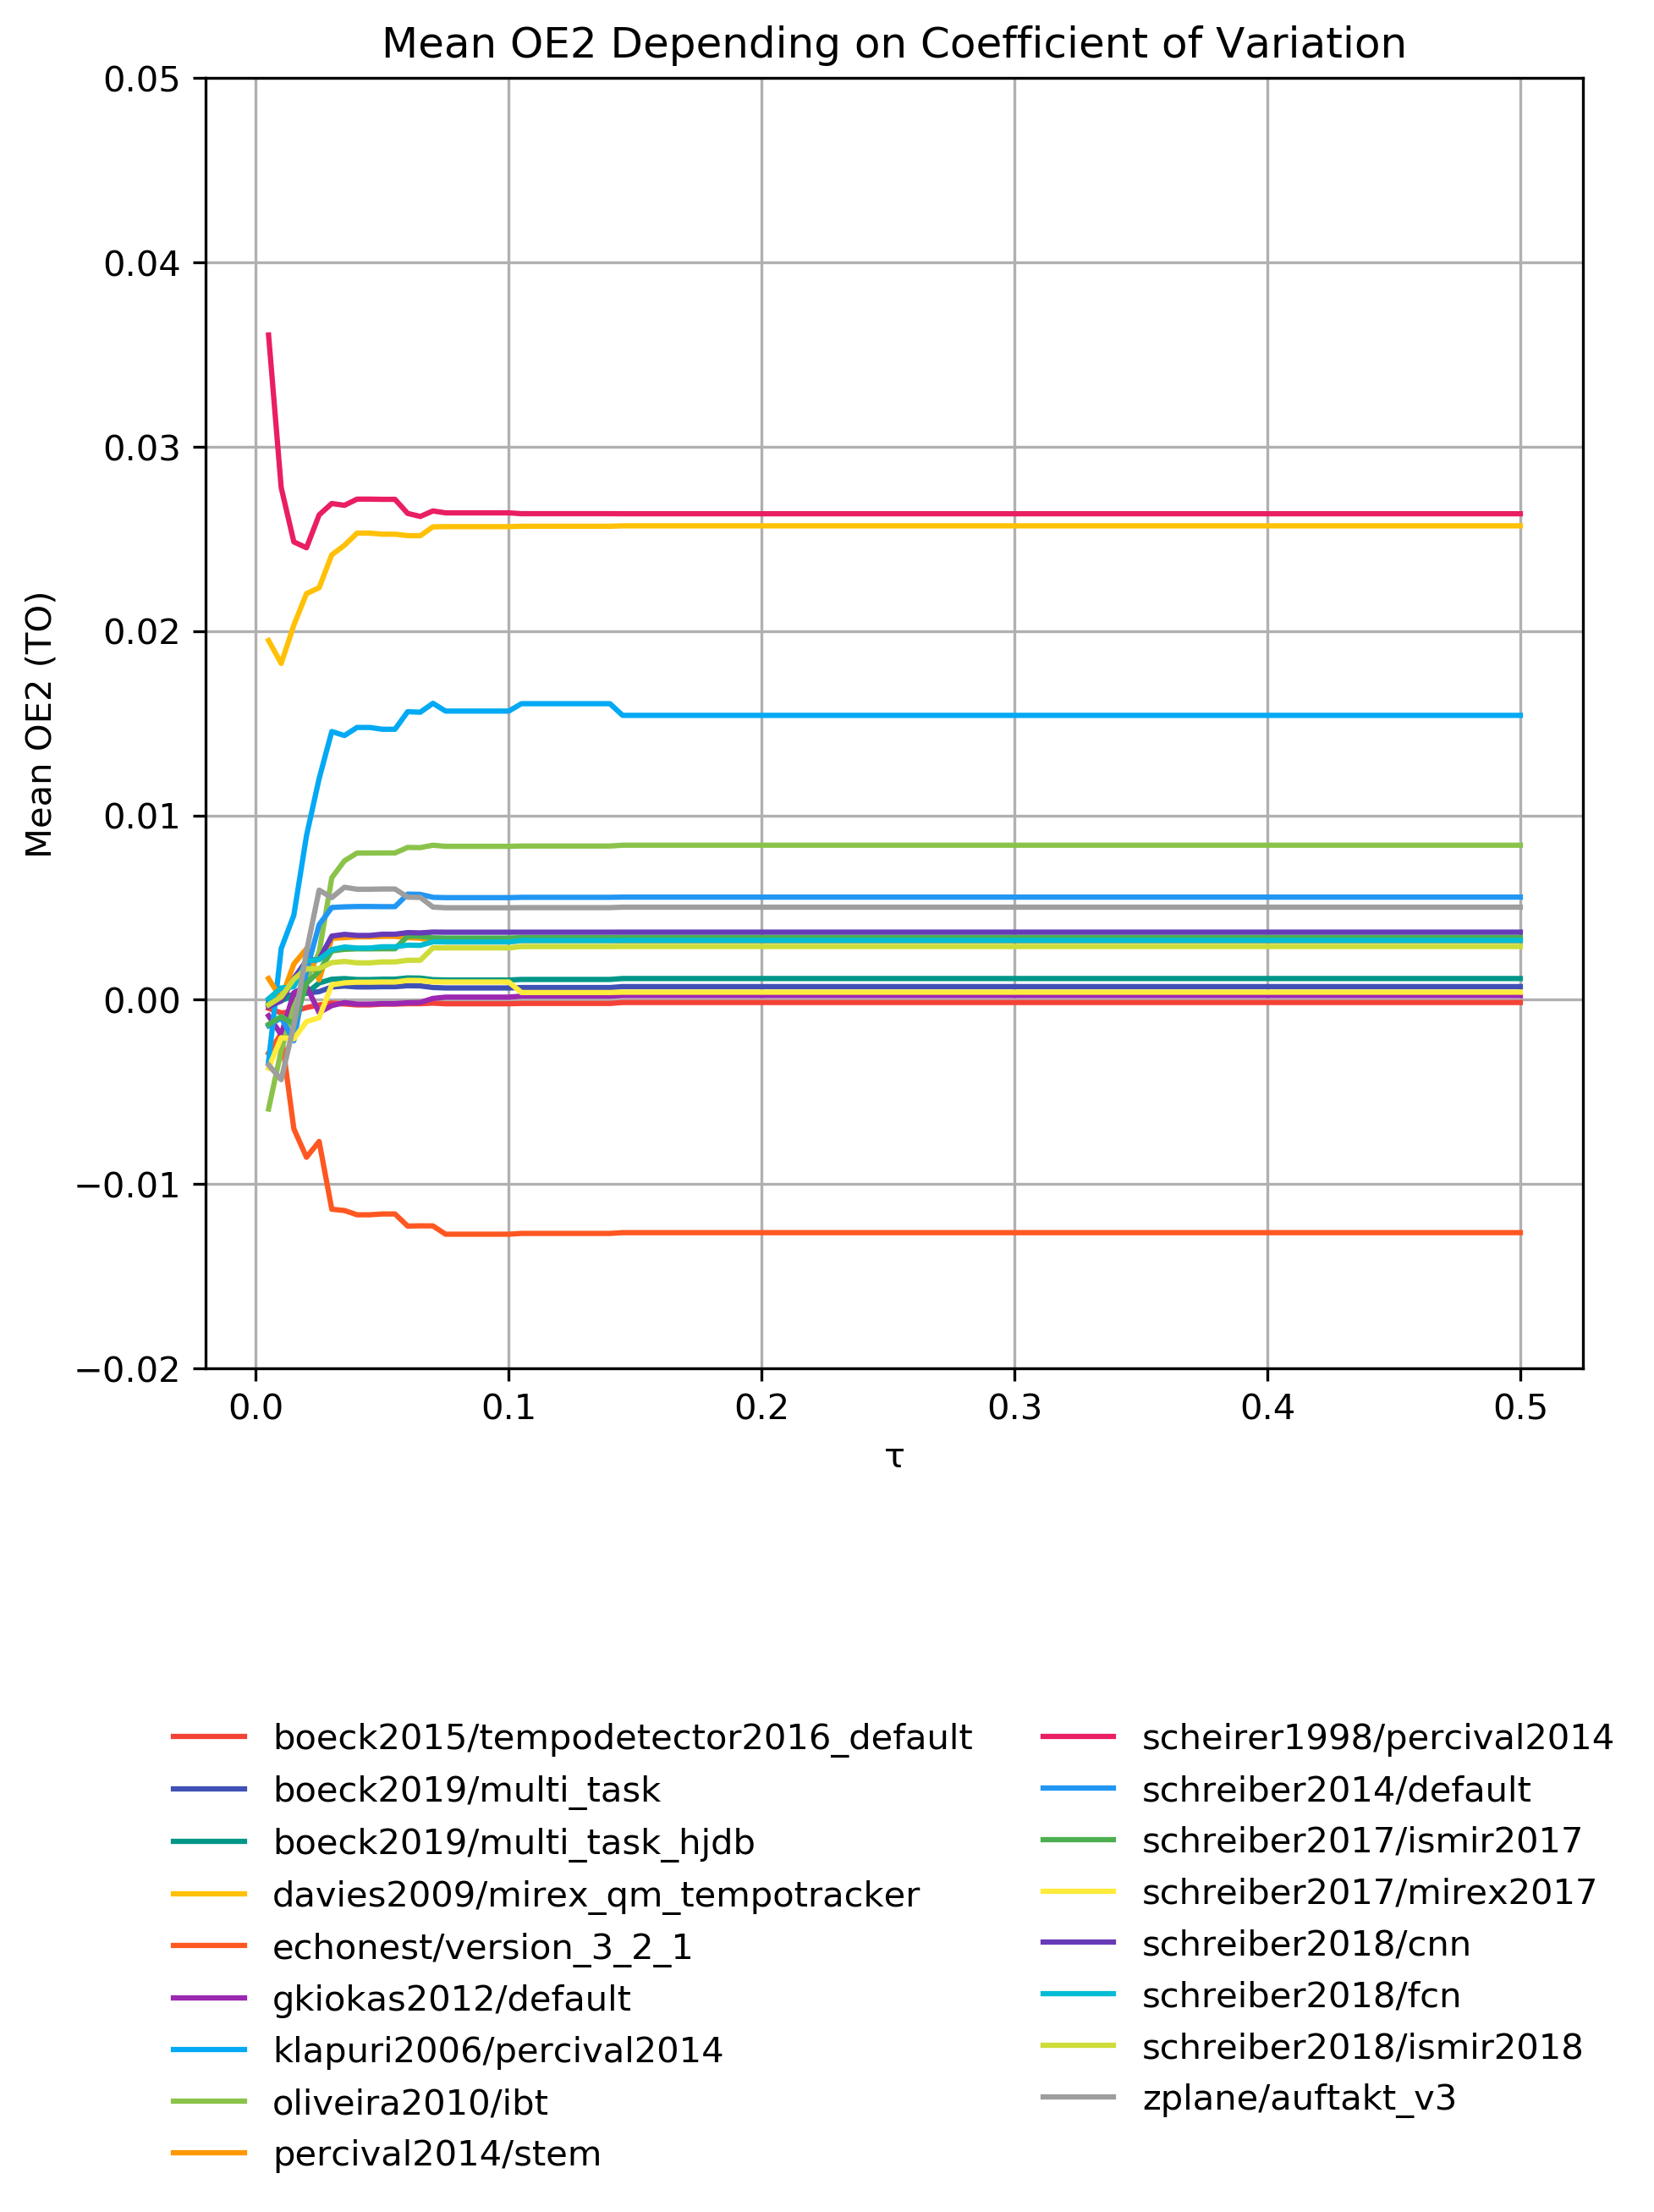 Mean OE2 Depending on Coefficient of Variation
0.05
0.04
0.03
0.02
0.01
0.00
−0.01
−0.02
Mean OE2 (TO)
0.0 0.1 0.2 0.3 0.4 0.5
τ
boeck2015/tempodetector2016_default
boeck2019/multi_task
boeck2019/multi_task_hjdb
davies2009/mirex_qm_tempotracker
echonest/version_3_2_1
gkiokas2012/default
klapuri2006/percival2014
oliveira2010/ibt
percival2014/stem
scheirer1998/percival2014
schreiber2014/default
schreiber2017/ismir2017
schreiber2017/mirex2017
schreiber2018/cnn
schreiber2018/fcn
schreiber2018/ismir2018
zplane/auftakt_v3